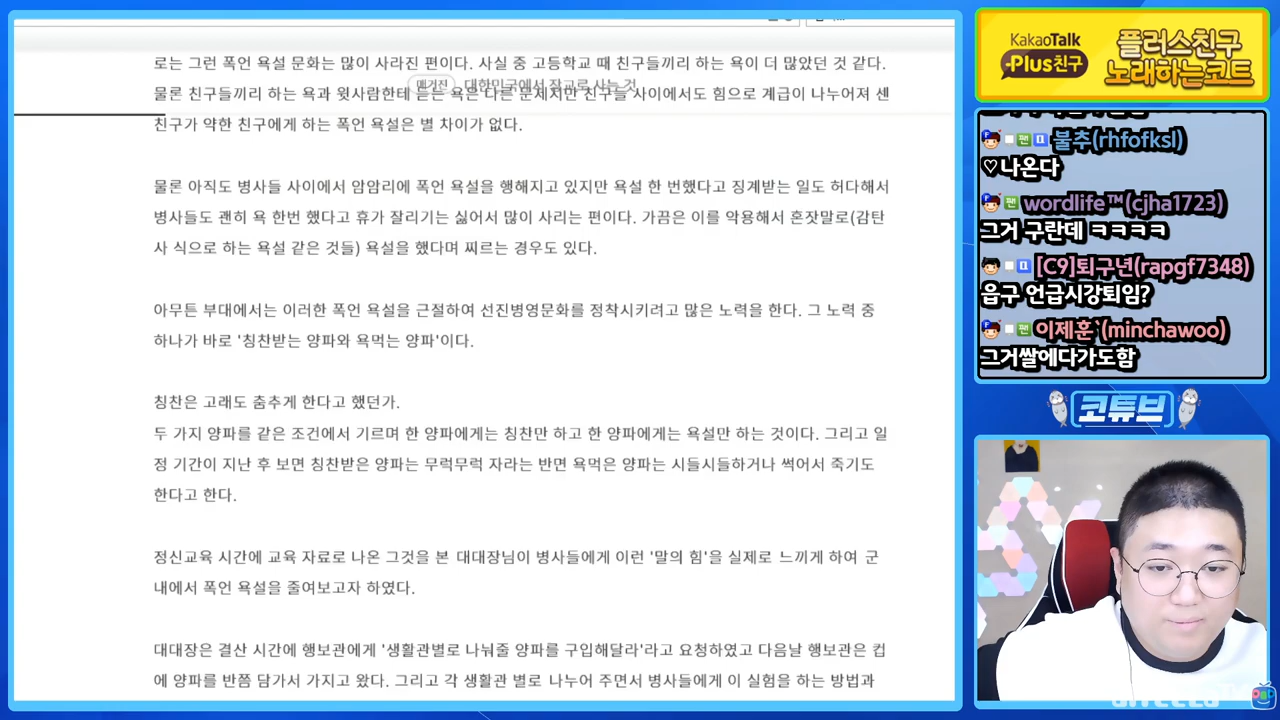 로는 그런 폭언 욕설 문화는 많이 사라진 편이다. 사실 중 고등학교 때 친구들끼리 하는 욕이 더 많았던 것 같다.
매거진 대한민국에서 장교로 사는 것
물론 친구들끼리 하는 욕과 윗사람한테 듣는 욕은 다른 문제지만 친구들 사이에서도 힘으로 계급이 나누어져 센
친구가 약한 친구에게 하는 폭언 욕설은 별 차이가 없다.
물론 아직도 병사들 사이에서 암암리에 폭언 욕설을 행해지고 있지만 욕설 한 번했다고 징계받는 일도 허다해서
병사들도 괜히 욕 한번 했다고 휴가 잘리기는 싫어서 많이 사리는 편이다. 가끔은 이를 악용해서 혼잣말로(감탄
사 식으로 하는 욕설 같은 것들) 욕설을 했다며 찌르는 경우도 있다.
아무튼 부대에서는 이러한 폭언 욕설을 근절하여 선진병영문화를 정착시키려고 많은 노력을 한다. 그 노력 중
하나가 바로 '칭찬받는 양파와 욕먹는 양파'이다.
칭찬은 고래도 춤추게 한다고 했던가.
두 가지 양파를 같은 조건에서 기르며 한 양파에게는 칭찬만 하고 한 양파에게는 욕설만 하는 것이다. 그리고 일
정 기간이 지난 후 보면 칭찬받은 양파는 무럭무럭 자라는 반면 욕먹은 양파는 시들시들하거나 썩어서 죽기도
한다고 한다.
정신교육 시간에 교육 자료로 나온 그것을 본 대대장님이 병사들에게 이런 '말의 힘'을 실제로 느끼게 하여 군
내에서 폭언 욕설을 줄여보고자 하였다.
대대장은 결산 시간에 행보관에게 '생활관별로 나눠줄 양파를 구입해달라'라고 요청하였고 다음날 행보관은 컵
에 양파를 반쯤 담가서 가지고 왔다. 그리고 각 생활관 별로 나누어 주면서 병사들에게 이 실험을 하는 방법과
KakaoTalk
Plus친구
플러스친구
노래하는코트
팬 불추(rhfofksl)
♡나온다
팬 wordlife™(cjha1723)
그거 구란데 ㅋㅋㅋㅋ
[C9]퇴구년(rapgf7348)
읍구 언급시강퇴임?
팬 이제훈`(minchawoo)
그거쌀에다가도함
코튜브